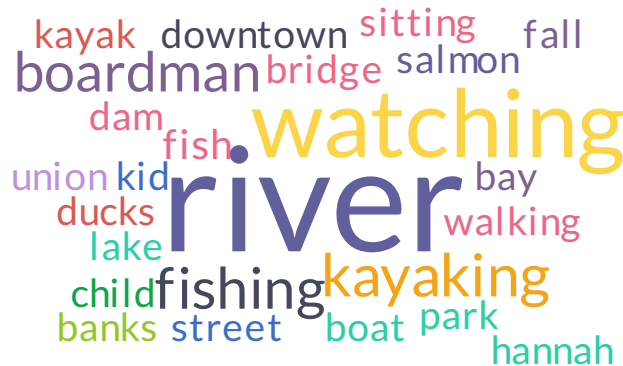 kayak downtown sitting fall
boardman bridge salmon
dam watching
fish
union kid river bay
ducks walking
lake
child fishing kayaking
banks street boat park
hannah